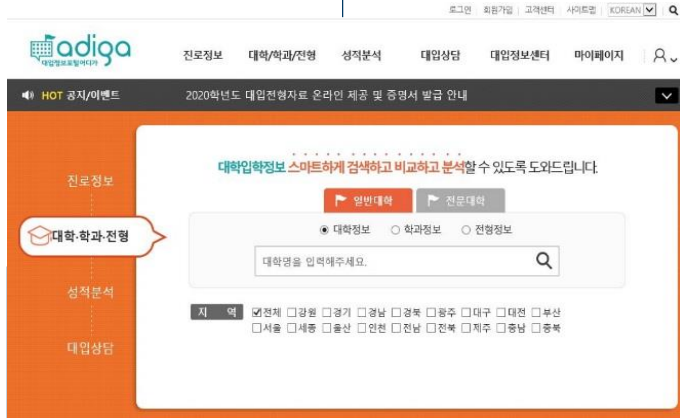 로그인 회원가입 고객센터 사이트맵 KOREAN
adiga
대입정보포털어디가
진로정보 대학/학과/전형 성적분석 대입상담 대입정보센터 마이페이지
HOT 공지/이벤트 2020학년도 대입전형자료 온라인 제공 및 증명서 발급 안내
진로정보
대학·학과·전형
성적분석
대입상담
대학입학정보 스마트하게 검색하고 비교하고 분석할 수 있도록 도와드립니다.
일반대학 전문대학
대학정보 학과정보 전형정보
대학명을 입력해주세요.
지 역 전체 강원 경기 경남 경북 광주 대구 대전 부산
서울 세종 울산 인천 전남 전북 제주 충남 충북